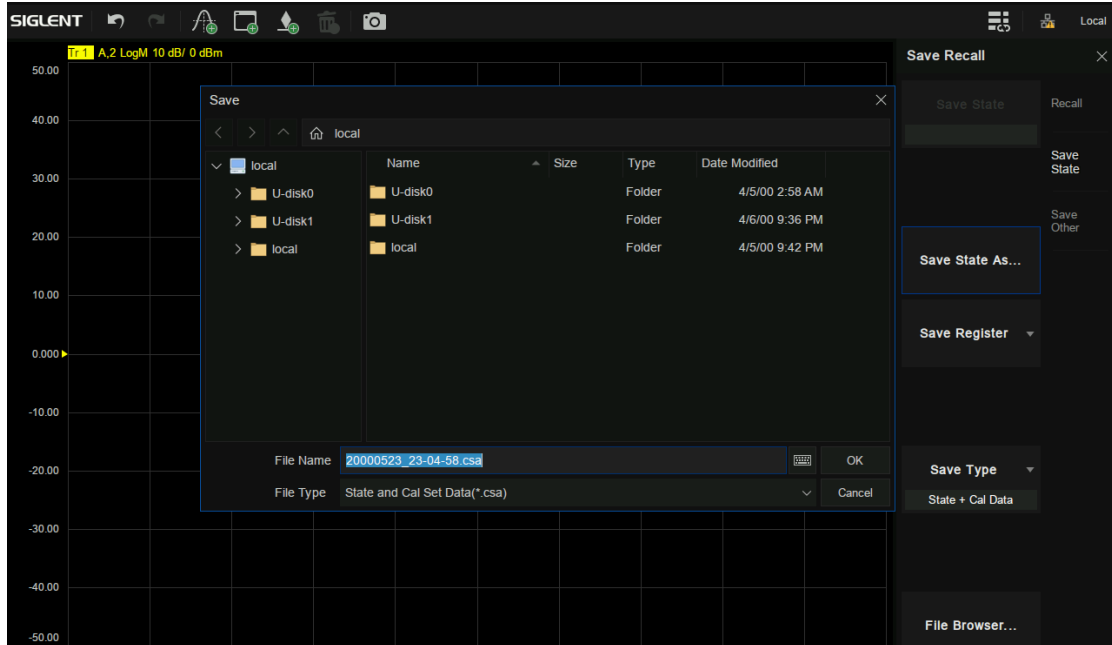 SIGLENT Local
Tr 1 A,2 LogM 10 dB/ 0 dBm
50.00
40.00
30.00
20.00
10.00
0.000
-10.00
-20.00
-30.00
-40.00
-50.00
Save
local
local
U-disk0
U-disk1
local
Name Size Type Date Modified
U-disk0 Folder 4/5/00 2:58 AM
U-disk1 Folder 4/6/00 9:36 PM
local Folder 4/5/00 9:42 PM
File Name 20000523_23-04-58.csa OK
File Type State and Cal Set Data(*.csa) Cancel
Save Recall
Save State
Save State As...
Save Register
Save Type
State + Cal Data
File Browser...
Recall
Save
State
Save
Other